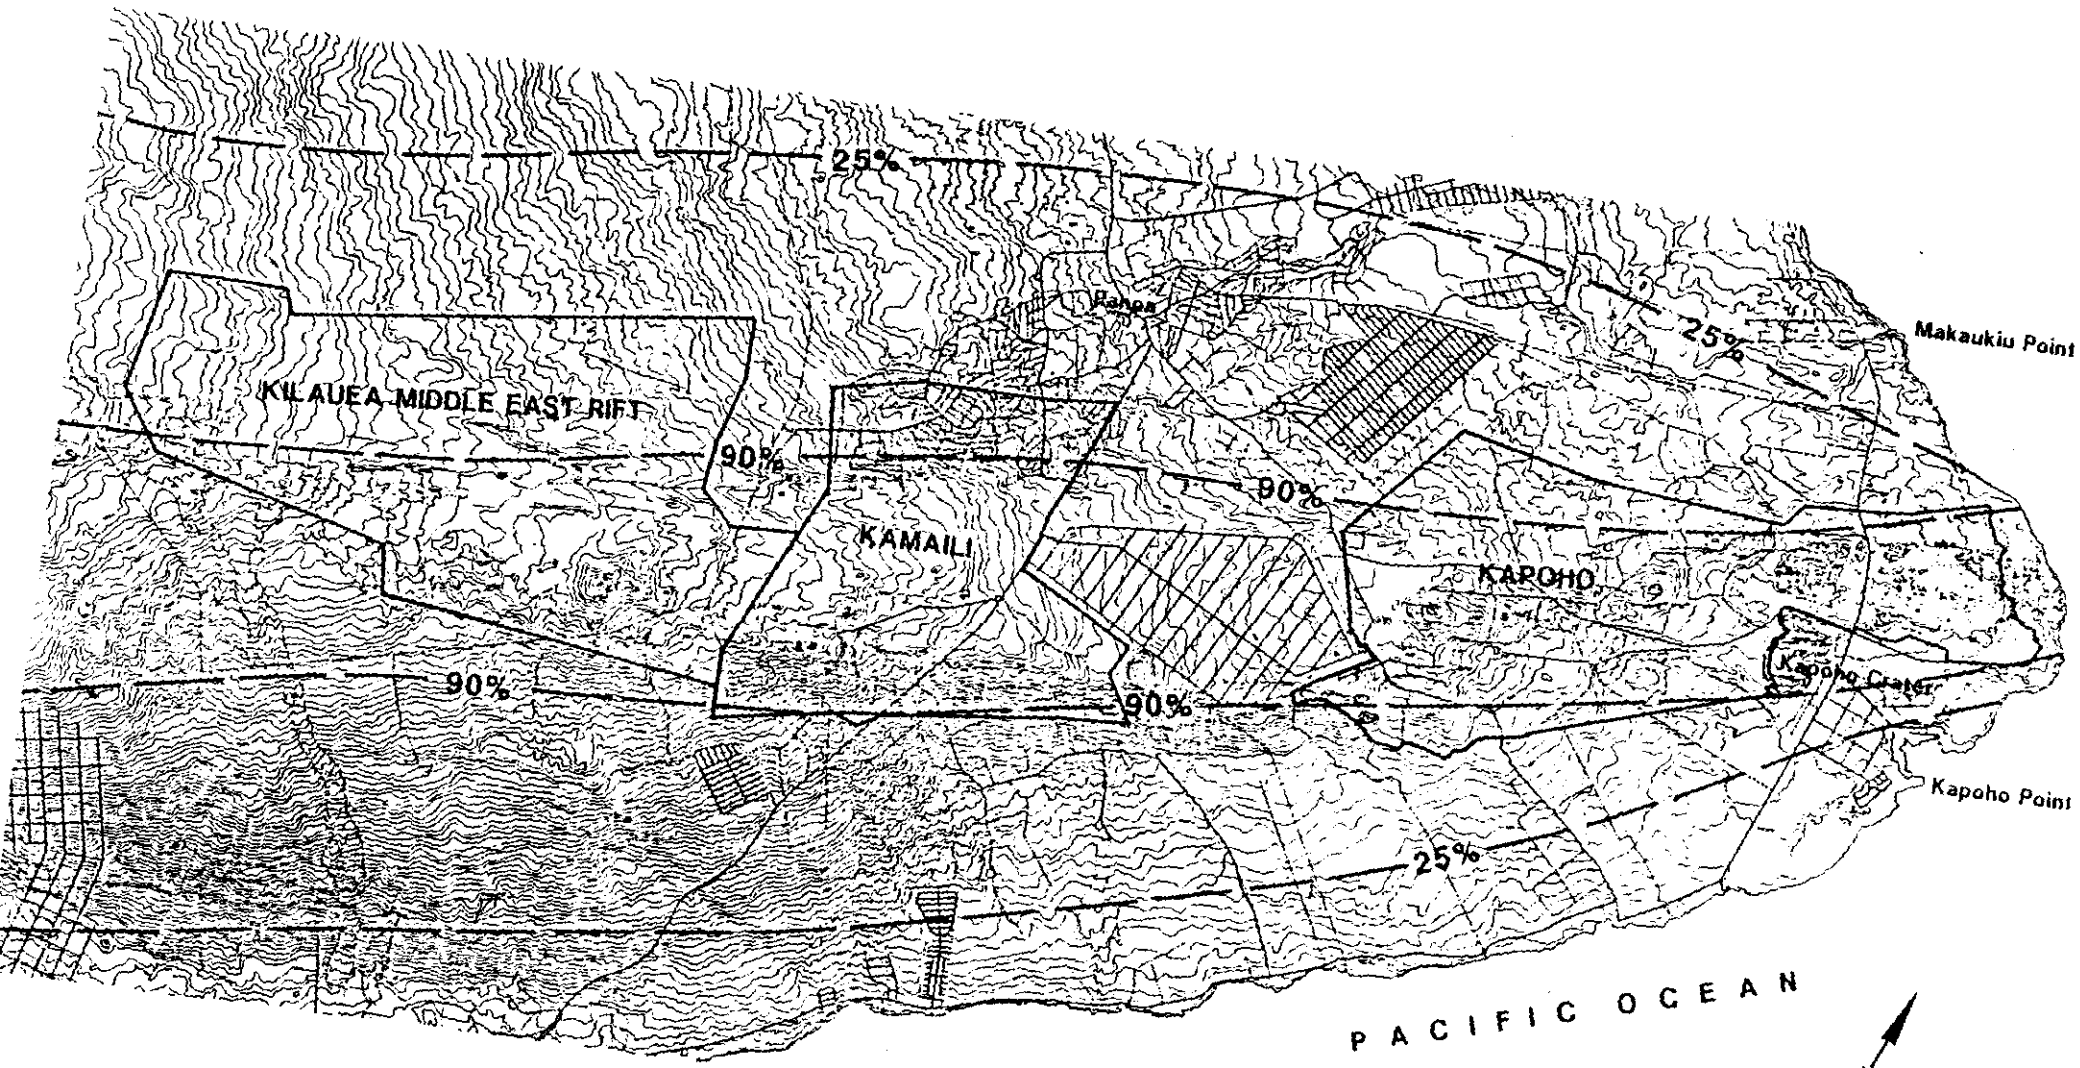 25%
Pahoa
25%
Makaukiu Point
KILAUEA MIDDLE EAST RIFT
90%
90%
KAMAILI
KAPOHO
Kapoho Crater
90%
90%
Kapoho Point
25%
PACIFIC OCEAN